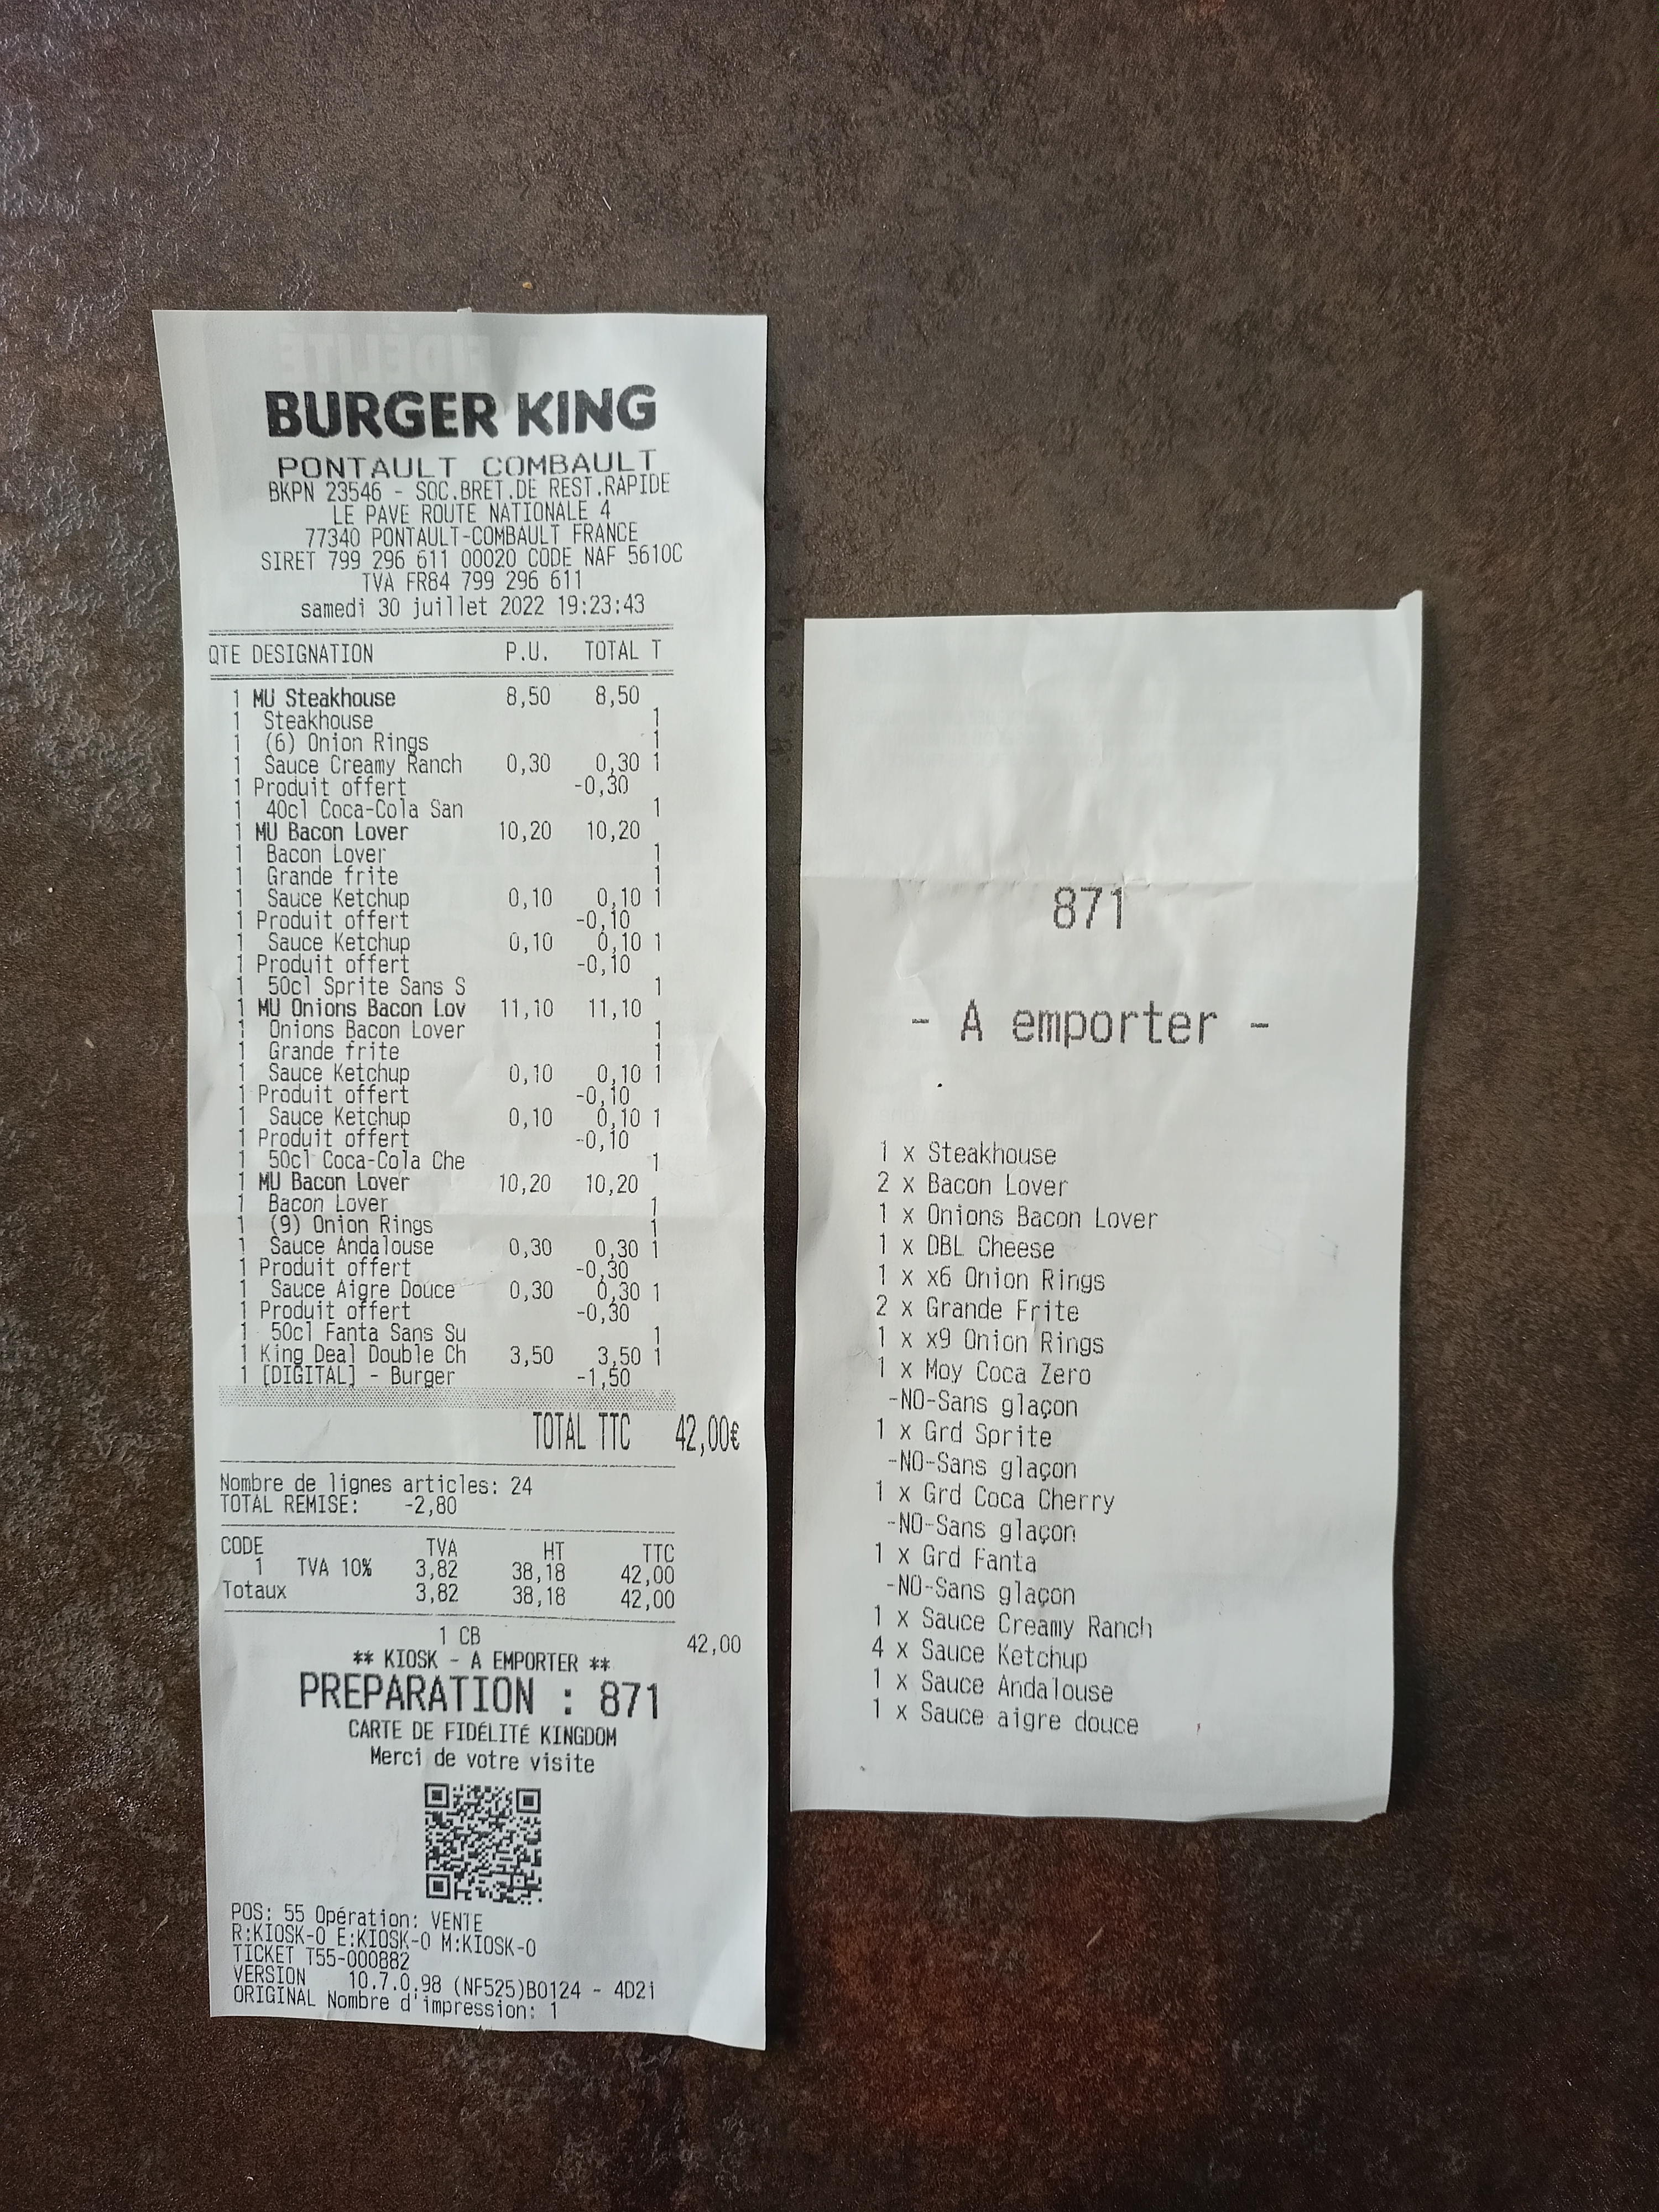 BURGER KING
PONTAULT COMBAULT
BKPN 23546 - SOC.BRET.DE REST.RAPIDE
LE PAVE ROUTE NATIONALE 4
77340 PONTAULT-COMBAULT FRANCE
SIRET 799 296 611 00020 CODE NAF 5610C
TVA FR84 799 296 611
samedi 30 juillet 2022 19:23:43
QTE DESIGNATION P.U. TOTAL T
1 MU Steakhouse 8,50 8,50
1 Steakhouse 1
1 (6) Onion Rings 1
1 Sauce Creamy Ranch 0,30 0,30 1
1 Produit offert -0,30
1 40cl Coca-Cola San 1
1 MU Bacon Lover 10,20 10,20
1 Bacon Lover 1
1 Grande frite 1
1 Sauce Ketchup 0,10 0,10 1
1 Produit offert -0,10
1 Sauce Ketchup 0,10 0,10 1
1 Produit offert -0,10
1 50cl Sprite Sans S 1
1 MU Onions Bacon Lov 11,10 11,10
1 Onions Bacon Lover 1
1 Grande frite 1
1 Sauce Ketchup 0,10 0,10 1
1 Produit offert -0,10
1 Sauce Ketchup 0,10 0,10 1
1 Produit offert -0,10
1 50cl Coca-Cola Che 1
1 MU Bacon Lover 10,20 10,20
1 Bacon Lover 1
1 (9) Onion Rings 1
1 Sauce Andalouse 0,30 0,30 1
1 Produit offert -0,30
1 Sauce Aigre Douce 0,30 0,30 1
1 Produit offert -0,30
1 50cl Fanta Sans Su 1
1 King Deal Double Ch 3,50 3,50 1
1 [DIGITAL] - Burger -1,50
TOTAL TTC 42,00€
Nombre de lignes articles: 24
TOTAL REMISE: -2,80
CODE TVA HT TTC
1 TVA 10% 3,82 38,18 42,00
Totaux 3,82 38,18 42,00
1 CB 42,00
** KIOSK - A EMPORTER **
PREPARATION : 871
CARTE DE FIDÉLITÉ KINGDOM
Merci de votre visite
POS: 55 Opération: VENTE
R:KIOSK-0 E:KIOSK-0 M:KIOSK-0
TICKET T55-000882
VERSION 10.7.0.98 (NF525)B0124 - 4D21
ORIGINAL Nombre d'impression: 1
871
- A emporter -
1 x Steakhouse
2 x Bacon Lover
1 x Onions Bacon Lover
1 x DBL Cheese
1 x x6 Onion Rings
2 x Grande Frite
1 x x9 Onion Rings
1 x Moy Coca Zero
-NO-Sans glaçon
1 x Grd Sprite
-NO-Sans glaçon
1 x Grd Coca Cherry
-NO-Sans glaçon
1 x Grd Fanta
-NO-Sans glaçon
1 x Sauce Creamy Ranch
4 x Sauce Ketchup
1 x Sauce Andalouse
1 x Sauce aigre douce